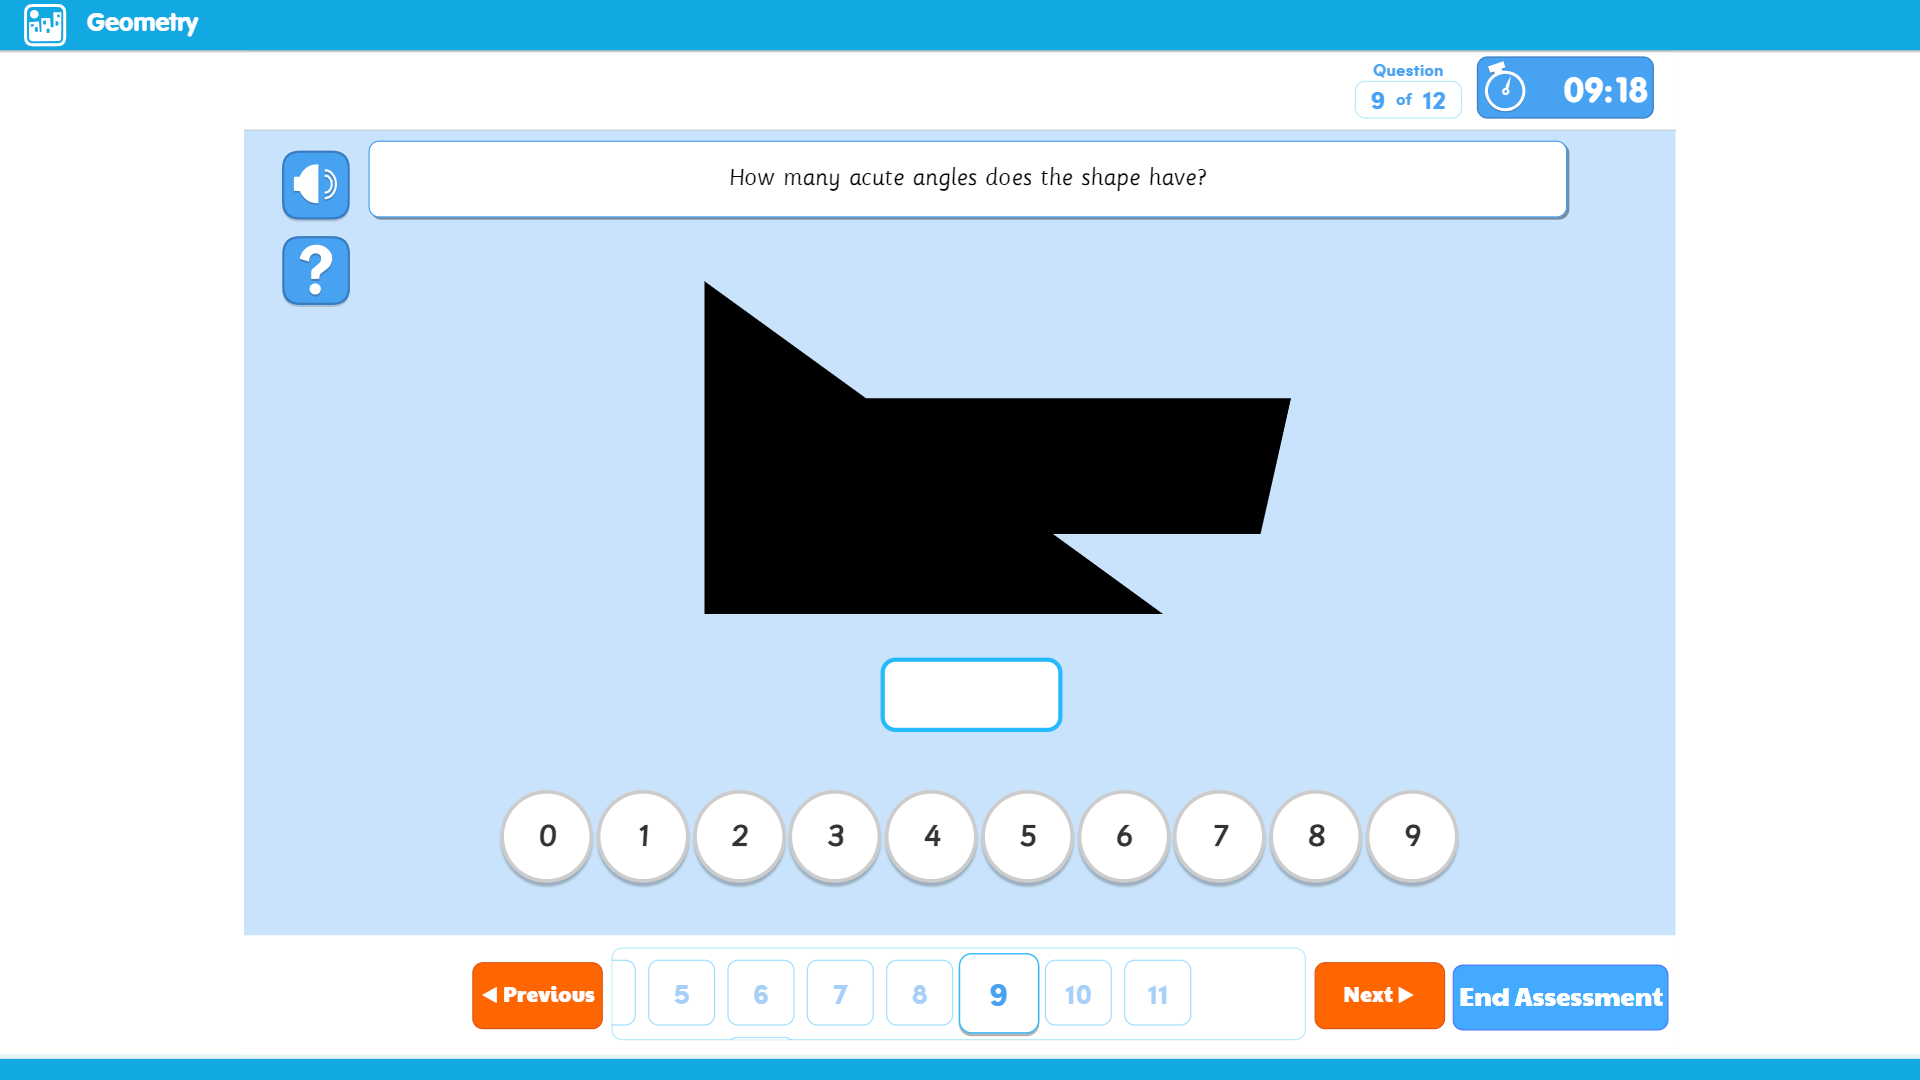 Geometry
Question
9 of 12
09:18
How many acute angles does the shape have?
?
0 1 2 3 4 5 6 7 8 9
Previous 5 6 7 8 9 10 11 Next End Assessment